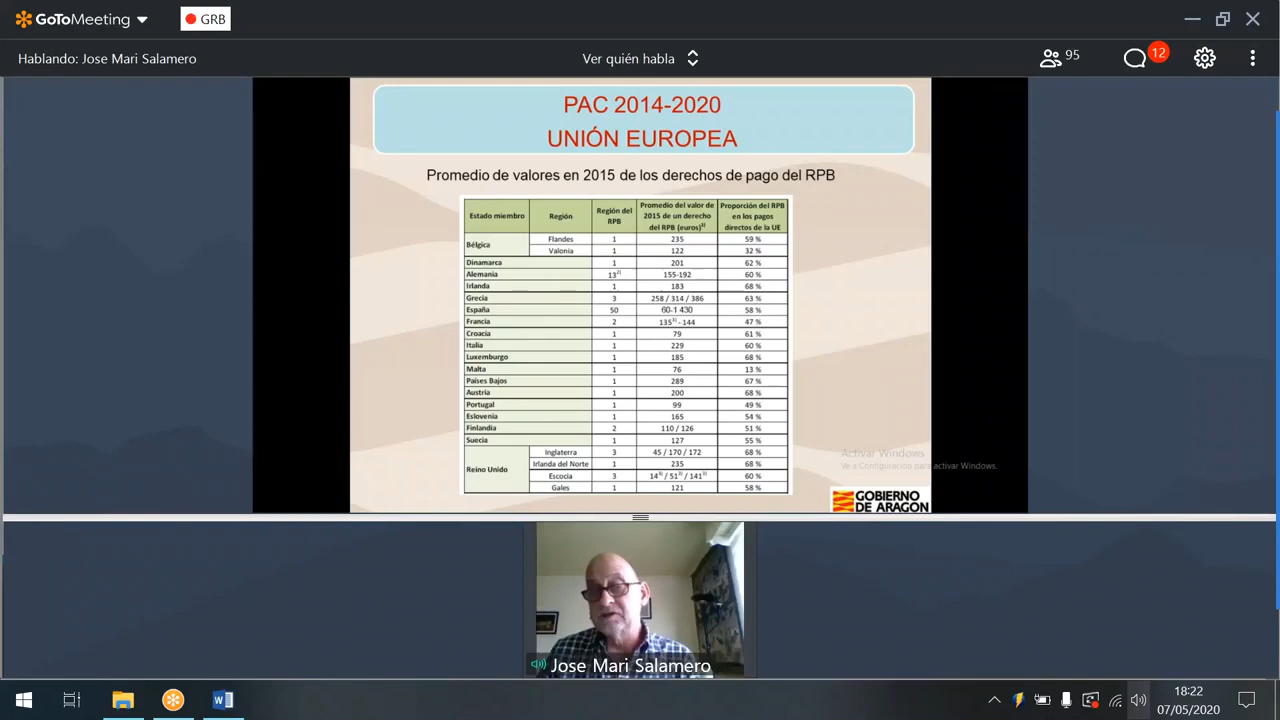 GoToMeeting
GRB
Hablando: Jose Mari Salamero
Ver quién habla
95
12
PAC 2014-2020
UNIÓN EUROPEA
Promedio de valores en 2015 de los derechos de pago del RPB
Estado miembro Región Región del RPB Promedio del valor de 2015 de un derecho del RPB (euros)³⁾ Proporción del RPB en los pagos directos de la UE
Bélgica Flandes 1 235 59 %
Valonia 1 122 32 %
Dinamarca 1 201 62 %
Alemania 13²⁾ 155-192 60 %
Irlanda 1 183 68 %
Grecia 3 258 / 314 / 386 63 %
España 50 60-1 430 58 %
Francia 2 135³⁾ - 144 47 %
Croacia 1 79 61 %
Italia 1 229 60 %
Luxemburgo 1 185 68 %
Malta 1 76 13 %
Países Bajos 1 289 67 %
Austria 1 200 68 %
Portugal 1 99 49 %
Eslovenia 1 165 54 %
Finlandia 2 110 / 126 51 %
Suecia 1 127 55 %
Reino Unido Inglaterra 3 45 / 170 / 172 68 %
Irlanda del Norte 1 235 68 %
Escocia 3 14 / 51 / 141 60 %
Gales 1 121 58 %
Activar Windows
Ve a Configuración para activar Windows.
GOBIERNO
DE ARAGON
Jose Mari Salamero
18:22
07/05/2020